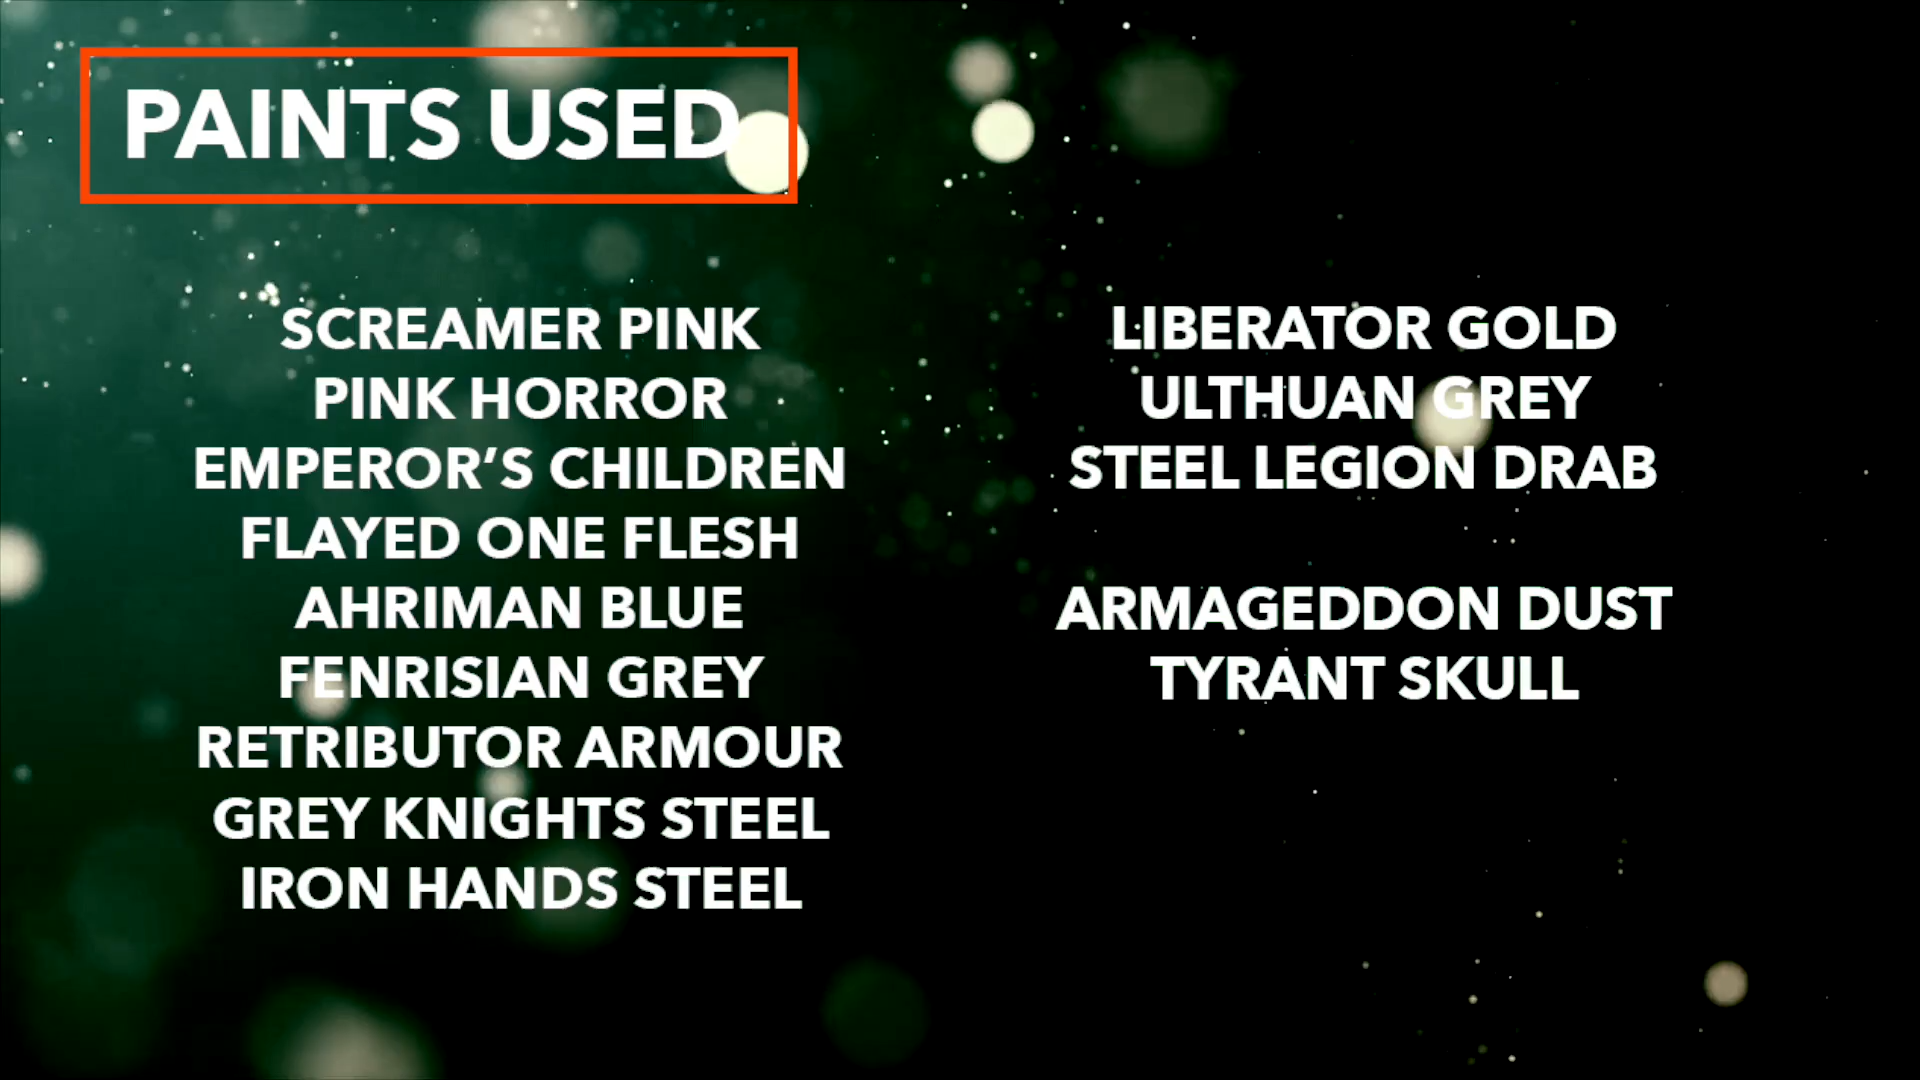 PAINTS USED
SCREAMER PINK
PINK HORROR
EMPEROR’S CHILDREN
FLAYED ONE FLESH
AHRIMAN BLUE
FENRISIAN GREY
RETRIBUTOR ARMOUR
GREY KNIGHTS STEEL
IRON HANDS STEEL
LIBERATOR GOLD
ULTHUAN GREY
STEEL LEGION DRAB
ARMAGEDDON DUST
TYRANT SKULL